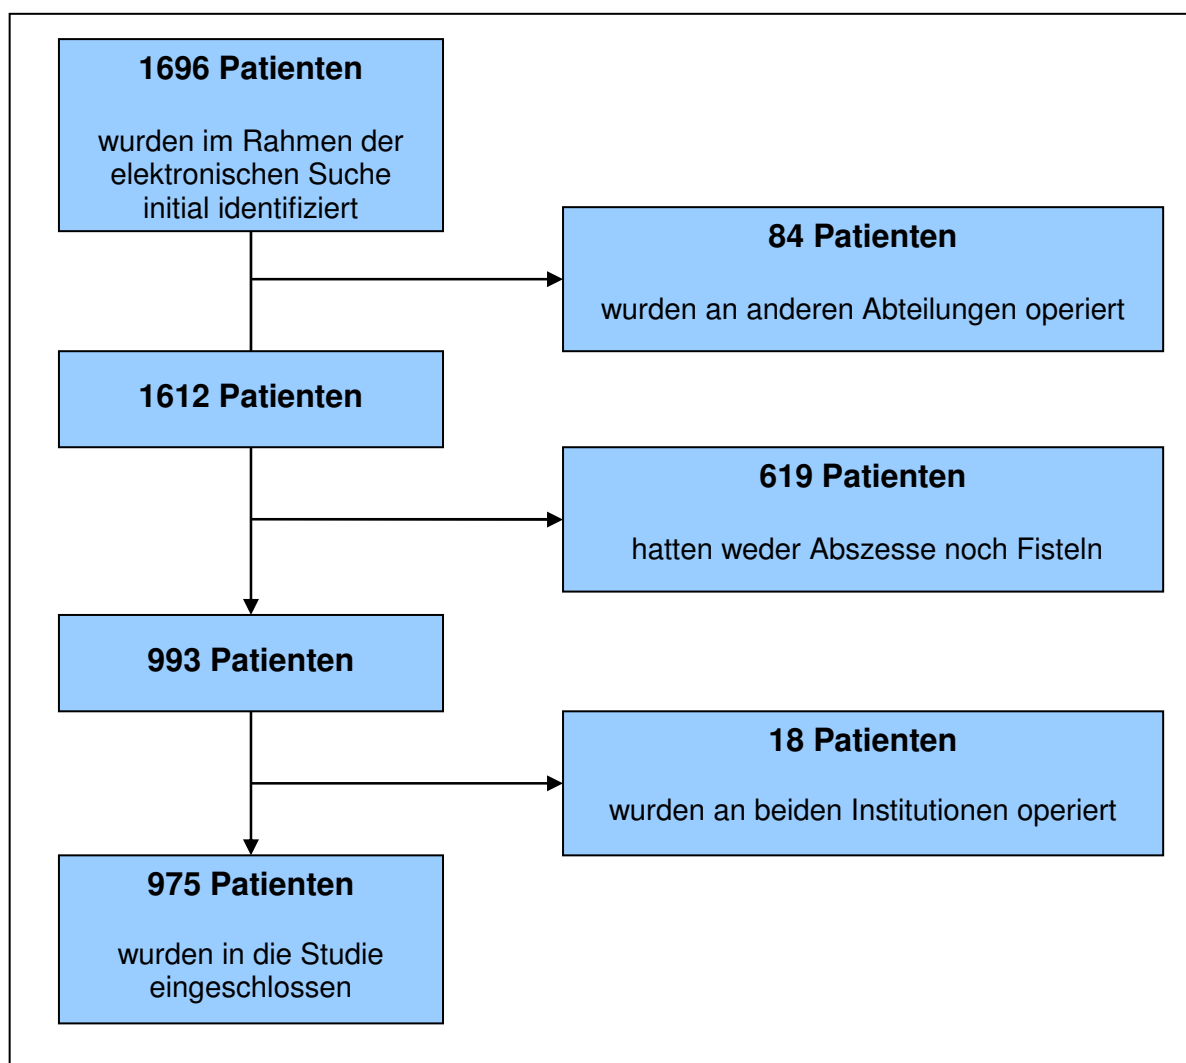 1696 Patienten
wurden im Rahmen der
elektronischen Suche
initial identifiziert
84 Patienten
wurden an anderen Abteilungen operiert
1612 Patienten
619 Patienten
hatten weder Abszesse noch Fisteln
993 Patienten
18 Patienten
wurden an beiden Institutionen operiert
975 Patienten
wurden in die Studie
eingeschlossen